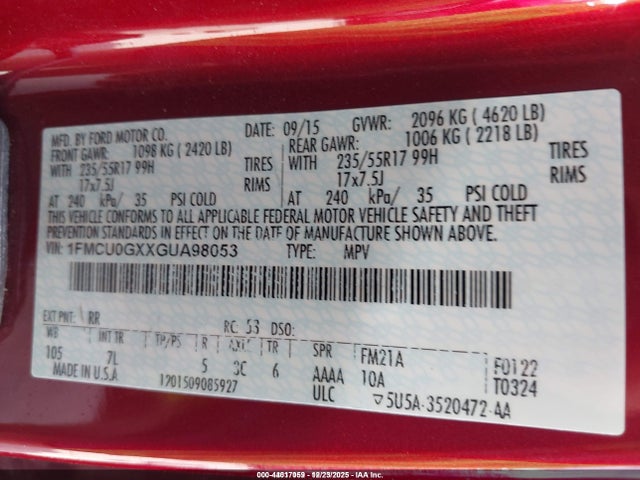 MFD. BY FORD MOTOR CO. DATE: 09/15 GVWR: 2096 KG ( 4620 LB)
FRONT GAWR: 1098 KG ( 2420 LB) REAR GAWR: 1006 KG ( 2218 LB)
WITH 235/55R17 99H TIRES WITH 235/55R17 99H TIRES
17x7.5J RIMS 17x7.5J RIMS
AT 240 kPa/ 35 PSI COLD AT 240 kPa/ 35 PSI COLD
THIS VEHICLE CONFORMS TO ALL APPLICABLE FEDERAL MOTOR VEHICLE SAFETY AND THEFT
PREVENTION STANDARDS IN EFFECT ON THE DATE OF MANUFACTURE SHOWN ABOVE.
VIN: 1FMCU0GXXGUA98053 TYPE: MPV
EXT PNT: RR RC: 53 DSO:
WB INT TR TP/PS R AXLE TR SPR FM21A F0122
105 7L 5 3C 6 AAAA 10A T0324
MADE IN U.S.A. 1201509085927 ULC ▽5U5A-3520472-AA
000-44617059 - 12/23/2025 - IAA Inc.